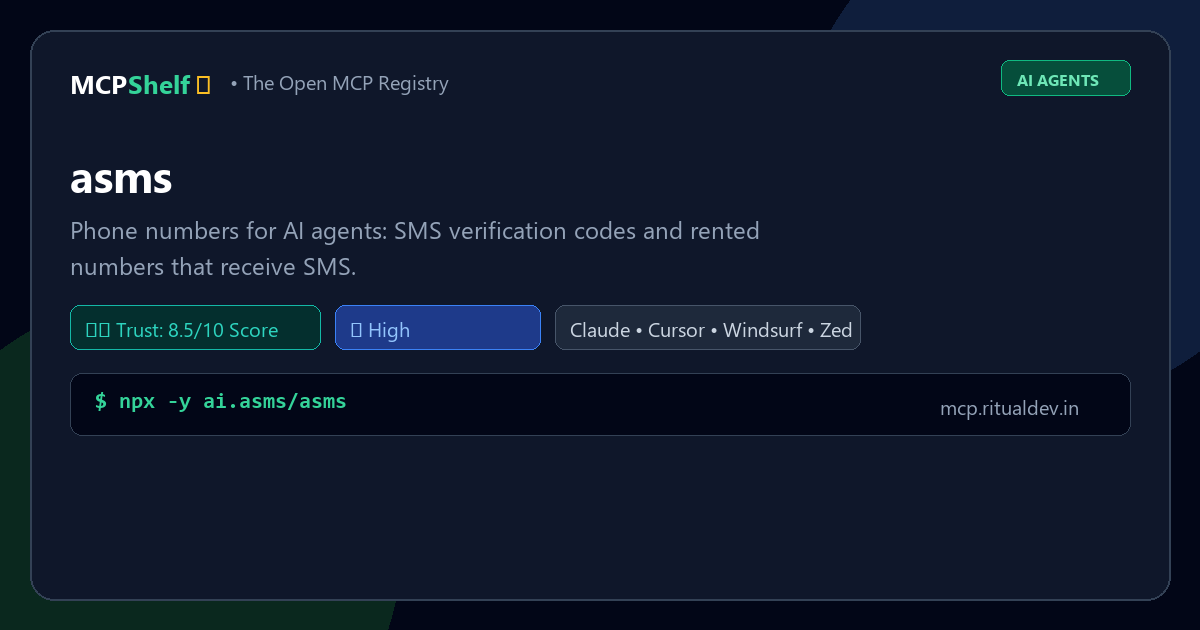 MCPShelf • The Open MCP Registry
AI AGENTS
asms
Phone numbers for AI agents: SMS verification codes and rented
numbers that receive SMS.
Trust: 8.5/10 Score
High
Claude • Cursor • Windsurf • Zed
$ npx -y ai.asms/asms
mcp.ritualdev.in